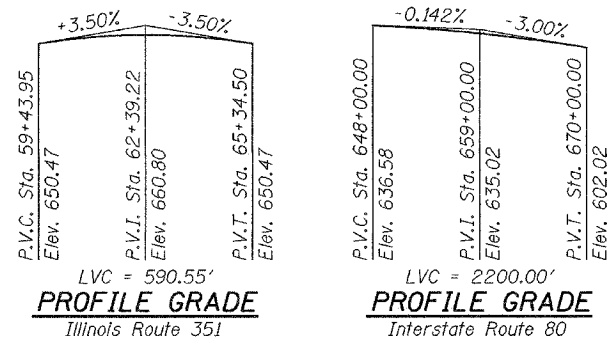 +3.50%
-3.50%
P.V.C. Sta. 59+43.95
Elev. 650.47
P.V.I. Sta. 62+39.22
Elev. 660.80
P.V.T. Sta. 65+34.50
Elev. 650.47
LVC = 590.55'
PROFILE GRADE
Illinois Route 351
-0.142%
-3.00%
P.V.C. Sta. 648+00.00
Elev. 636.58
P.V.I. Sta. 659+00.00
Elev. 635.02
P.V.T. Sta. 670+00.00
Elev. 602.02
LVC = 2200.00'
PROFILE GRADE
Interstate Route 80